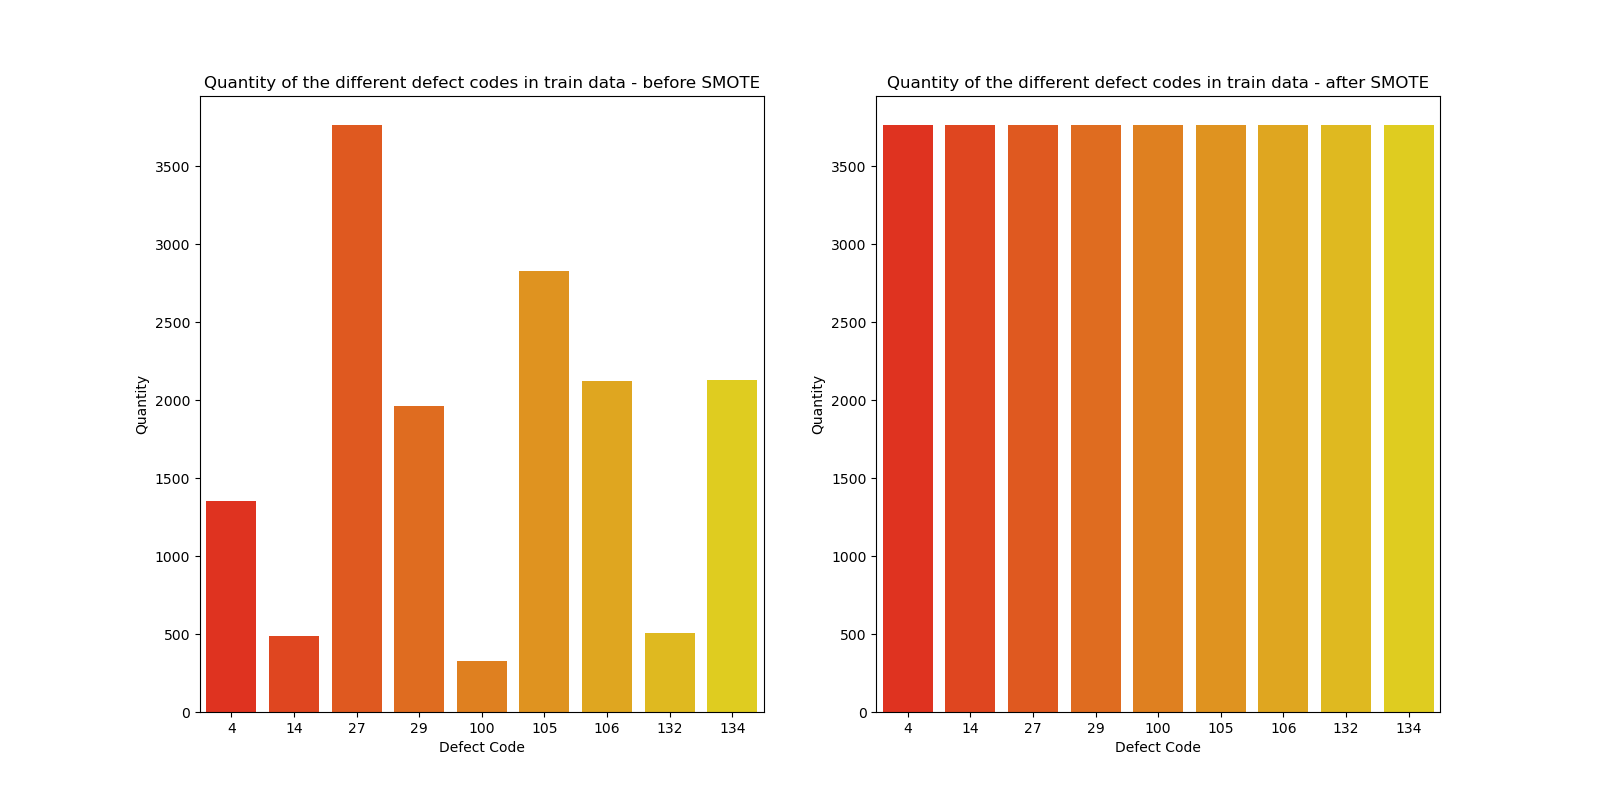 Quantity of the different defect codes in train data - before SMOTE
Quantity
3500
3000
2500
2000
1500
1000
500
0
4 14 27 29 100 105 106 132 134
Defect Code
Quantity of the different defect codes in train data - after SMOTE
Quantity
3500
3000
2500
2000
1500
1000
500
0
4 14 27 29 100 105 106 132 134
Defect Code